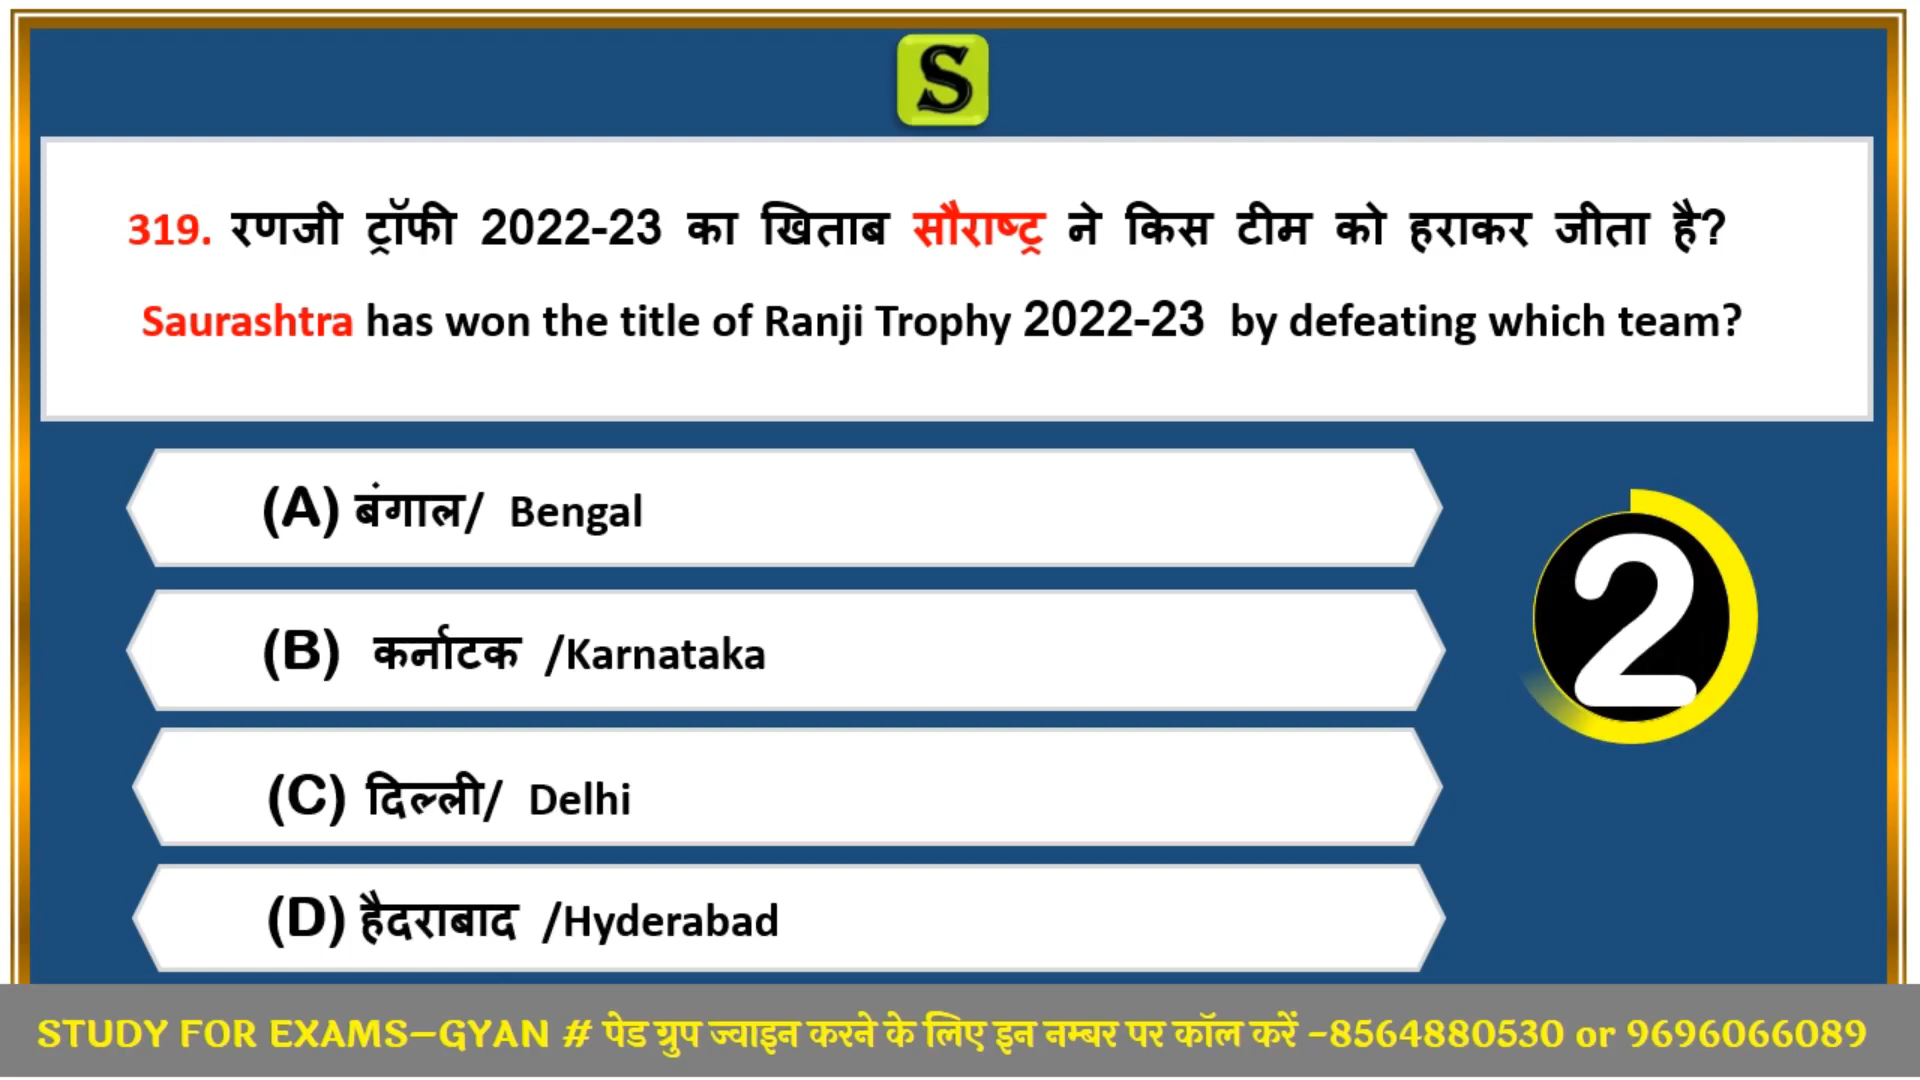 S
319. रणजी ट्रॉफी 2022-23 का खिताब सौराष्ट्र ने किस टीम को हराकर जीता है?
Saurashtra has won the title of Ranji Trophy 2022-23 by defeating which team?
(A) बंगाल/ Bengal
(B) कर्नाटक /Karnataka
2
(C) दिल्ली/ Delhi
(D) हैदराबाद /Hyderabad
STUDY FOR EXAMS–GYAN # पेड ग्रुप ज्वाइन करने के लिए इन नम्बर पर कॉल करें –8564880530 or 9696066089